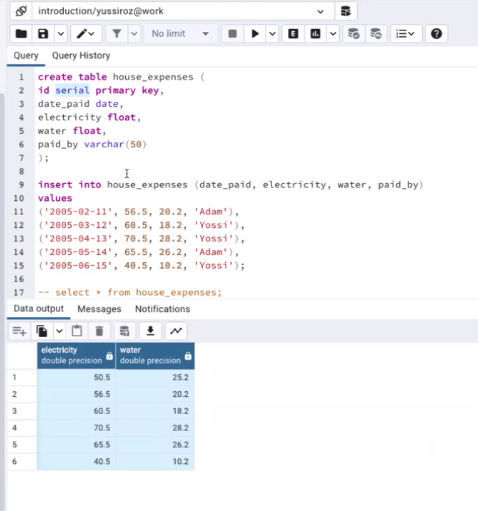 introduction/yussiroz@work
No limit
Query Query History
1 create table house_expenses (
2 id serial primary key,
3 date_paid date,
4 electricity float,
5 water float,
6 paid_by varchar(50)
7 );
8
9 insert into house_expenses (date_paid, electricity, water, paid_by)
10 values
11 ('2005-02-11', 56.5, 20.2, 'Adam'),
12 ('2005-03-12', 60.5, 18.2, 'Yossi'),
13 ('2005-04-13', 70.5, 28.2, 'Yossi'),
14 ('2005-05-14', 65.5, 26.2, 'Adam'),
15 ('2005-06-15', 40.5, 10.2, 'Yossi');
16
17 -- select * from house_expenses;
Data output Messages Notifications
electricity water
double precision double precision
1 50.5 25.2
2 56.5 20.2
3 60.5 18.2
4 70.5 28.2
5 65.5 26.2
6 40.5 10.2